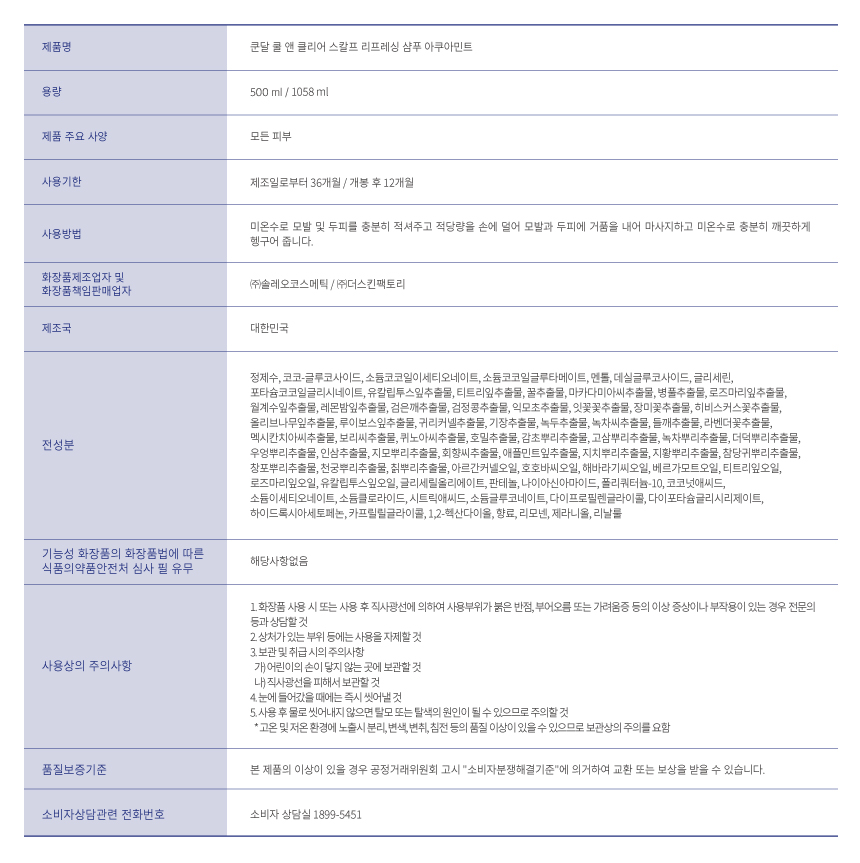 제품명
쿤달 쿨 앤 클리어 스칼프 리프레싱 샴푸 아쿠아민트
용량
500 ml / 1058 ml
제품 주요 사양
모든 피부
사용기한
제조일로부터 36개월 / 개봉 후 12개월
사용방법
미온수로 모발 및 두피를 충분히 적셔주고 적당량을 손에 덜어 모발과 두피에 거품을 내어 마사지하고 미온수로 충분히 깨끗하게
헹구어 줍니다.
화장품제조업자 및
화장품책임판매업자
㈜솔레오코스메틱 / ㈜더스킨팩토리
제조국
대한민국
전성분
정제수, 코코-글루코사이드, 소듐코코일이세티오네이트, 소듐코코일글루타메이트, 멘톨, 데실글루코사이드, 글리세린,
포타슘코코일글리시네이트, 유칼립투스잎추출물, 티트리잎추출물, 꿀추출물, 마카다미아씨추출물, 병풀추출물, 로즈마리잎추출물,
월계수잎추출물, 레몬밤잎추출물, 검은깨추출물, 검정콩추출물, 익모초추출물, 잇꽃꽃추출물, 장미꽃추출물, 히비스커스꽃추출물,
올리브나무잎추출물, 루이보스잎추출물, 귀리커넬추출물, 기장추출물, 녹두추출물, 녹차씨추출물, 들깨추출물, 라벤더꽃추출물,
멕시칸치아씨추출물, 보리씨추출물, 퀴노아씨추출물, 호밀추출물, 감초뿌리추출물, 고삼뿌리추출물, 녹차뿌리추출물, 더덕뿌리추출물,
우엉뿌리추출물, 인삼추출물, 지모뿌리추출물, 회향씨추출물, 애플민트잎추출물, 지치뿌리추출물, 지황뿌리추출물, 참당귀뿌리추출물,
창포뿌리추출물, 천궁뿌리추출물, 칡뿌리추출물, 아르간커넬오일, 호호바씨오일, 해바라기씨오일, 베르가모트오일, 티트리잎오일,
로즈마리잎오일, 유칼립투스잎오일, 글리세릴올리에이트, 판테놀, 나이아신아마이드, 폴리쿼터늄-10, 코코넛애씨드,
소듐이세티오네이트, 소듐클로라이드, 시트릭애씨드, 소듐글루코네이트, 다이프로필렌글라이콜, 다이포타슘글리시리제이트,
하이드록시아세토페논, 카프릴릴글라이콜, 1,2-헥산다이올, 향료, 리모넨, 제라니올, 리날룰
기능성 화장품의 화장품법에 따른
식품의약품안전처 심사 필 유무
해당사항없음
사용상의 주의사항
1. 화장품 사용 시 또는 사용 후 직사광선에 의하여 사용부위가 붉은 반점, 부어오름 또는 가려움증 등의 이상 증상이나 부작용이 있는 경우 전문의
등과 상담할 것
2. 상처가 있는 부위 등에는 사용을 자제할 것
3. 보관 및 취급 시의 주의사항
가) 어린이의 손이 닿지 않는 곳에 보관할 것
나) 직사광선을 피해서 보관할 것
4. 눈에 들어갔을 때에는 즉시 씻어낼 것
5. 사용 후 물로 씻어내지 않으면 탈모 또는 탈색의 원인이 될 수 있으므로 주의할 것
* 고온 및 저온 환경에 노출시 분리, 변색, 변취, 침전 등의 품질 이상이 있을 수 있으므로 보관상의 주의를 요함
품질보증기준
본 제품의 이상이 있을 경우 공정거래위원회 고시 "소비자분쟁해결기준"에 의거하여 교환 또는 보상을 받을 수 있습니다.
소비자상담관련 전화번호
소비자 상담실 1899-5451